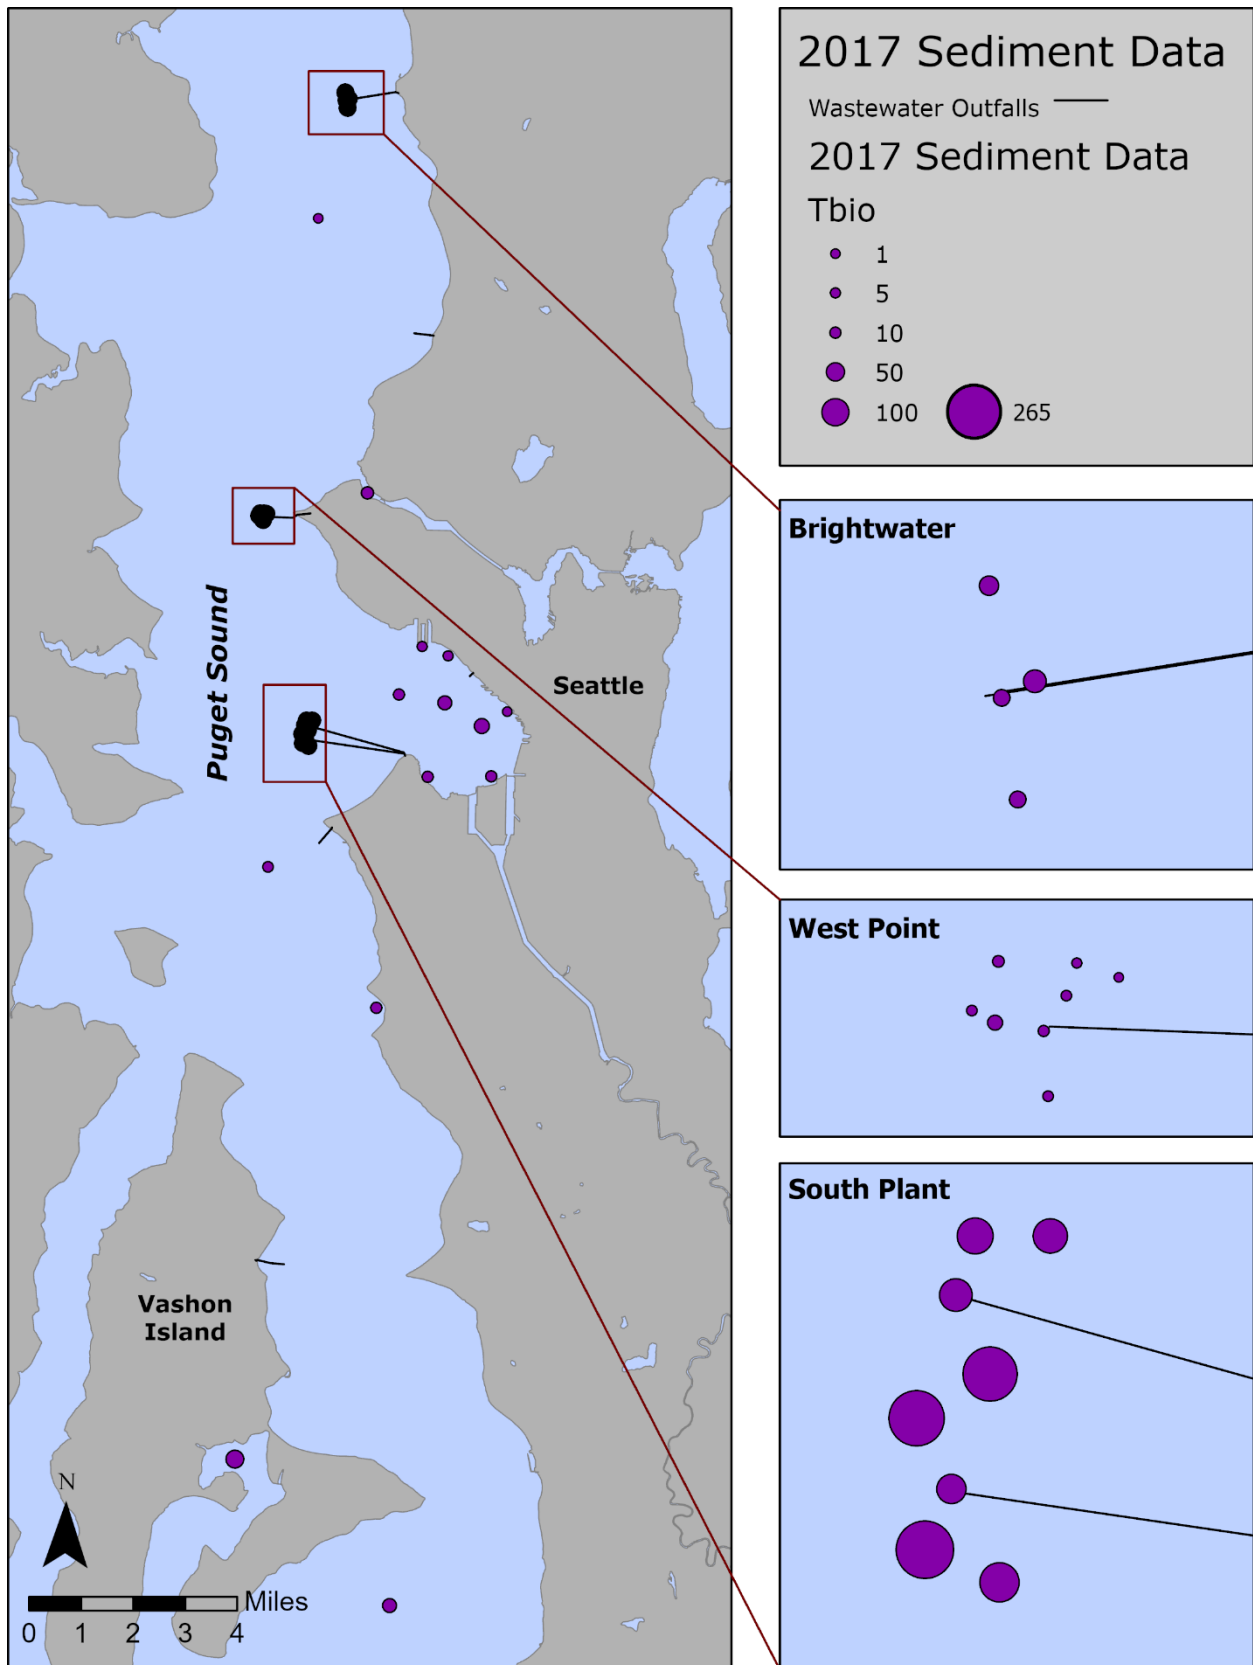 2017 Sediment Data
Wastewater Outfalls
2017 Sediment Data
Tbio
1
5
10
50
100
265
Brightwater
West Point
South Plant
Puget Sound
Seattle
Vashon
Island
N
Miles
0 1 2 3 4